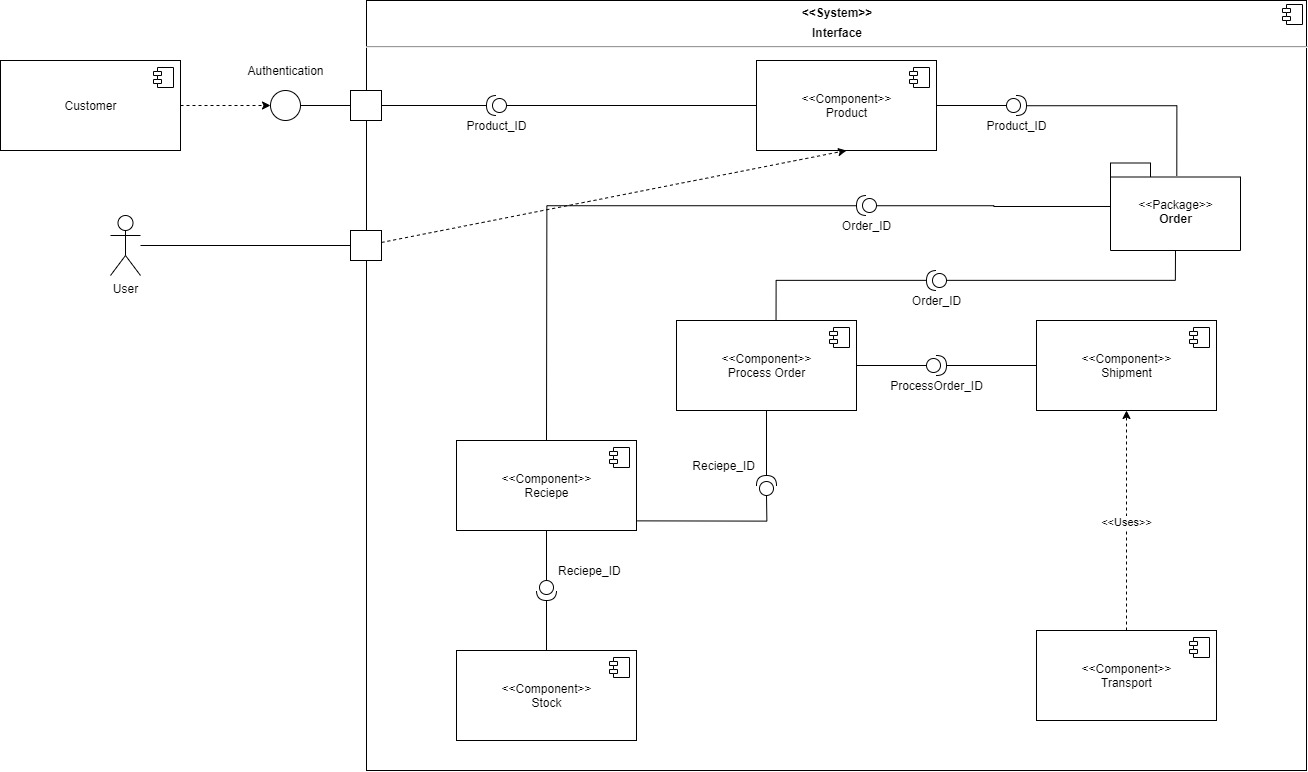 <<System>>
Interface
Authentication
Customer
<<Component>>
Product
Product_ID
Product_ID
<<Package>>
Order
Order_ID
User
Order_ID
<<Component>>
Process Order
<<Component>>
Shipment
ProcessOrder_ID
Reciepe_ID
<<Component>>
Reciepe
<<Uses>>
Reciepe_ID
<<Component>>
Stock
<<Component>>
Transport